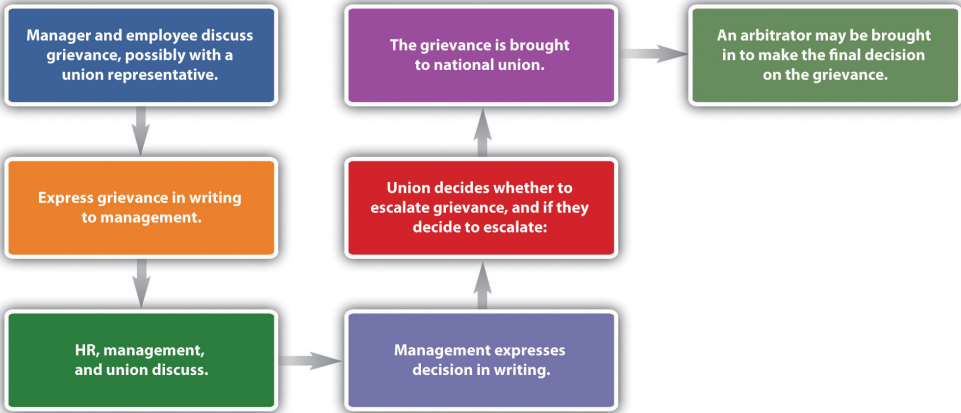 Manager and employee discuss
grievance, possibly with a
union representative.
Express grievance in writing
to management.
HR, management,
and union discuss.
Management expresses
decision in writing.
Union decides whether to
escalate grievance, and if they
decide to escalate:
The grievance is brought
to national union.
An arbitrator may be brought
in to make the final decision
on the grievance.